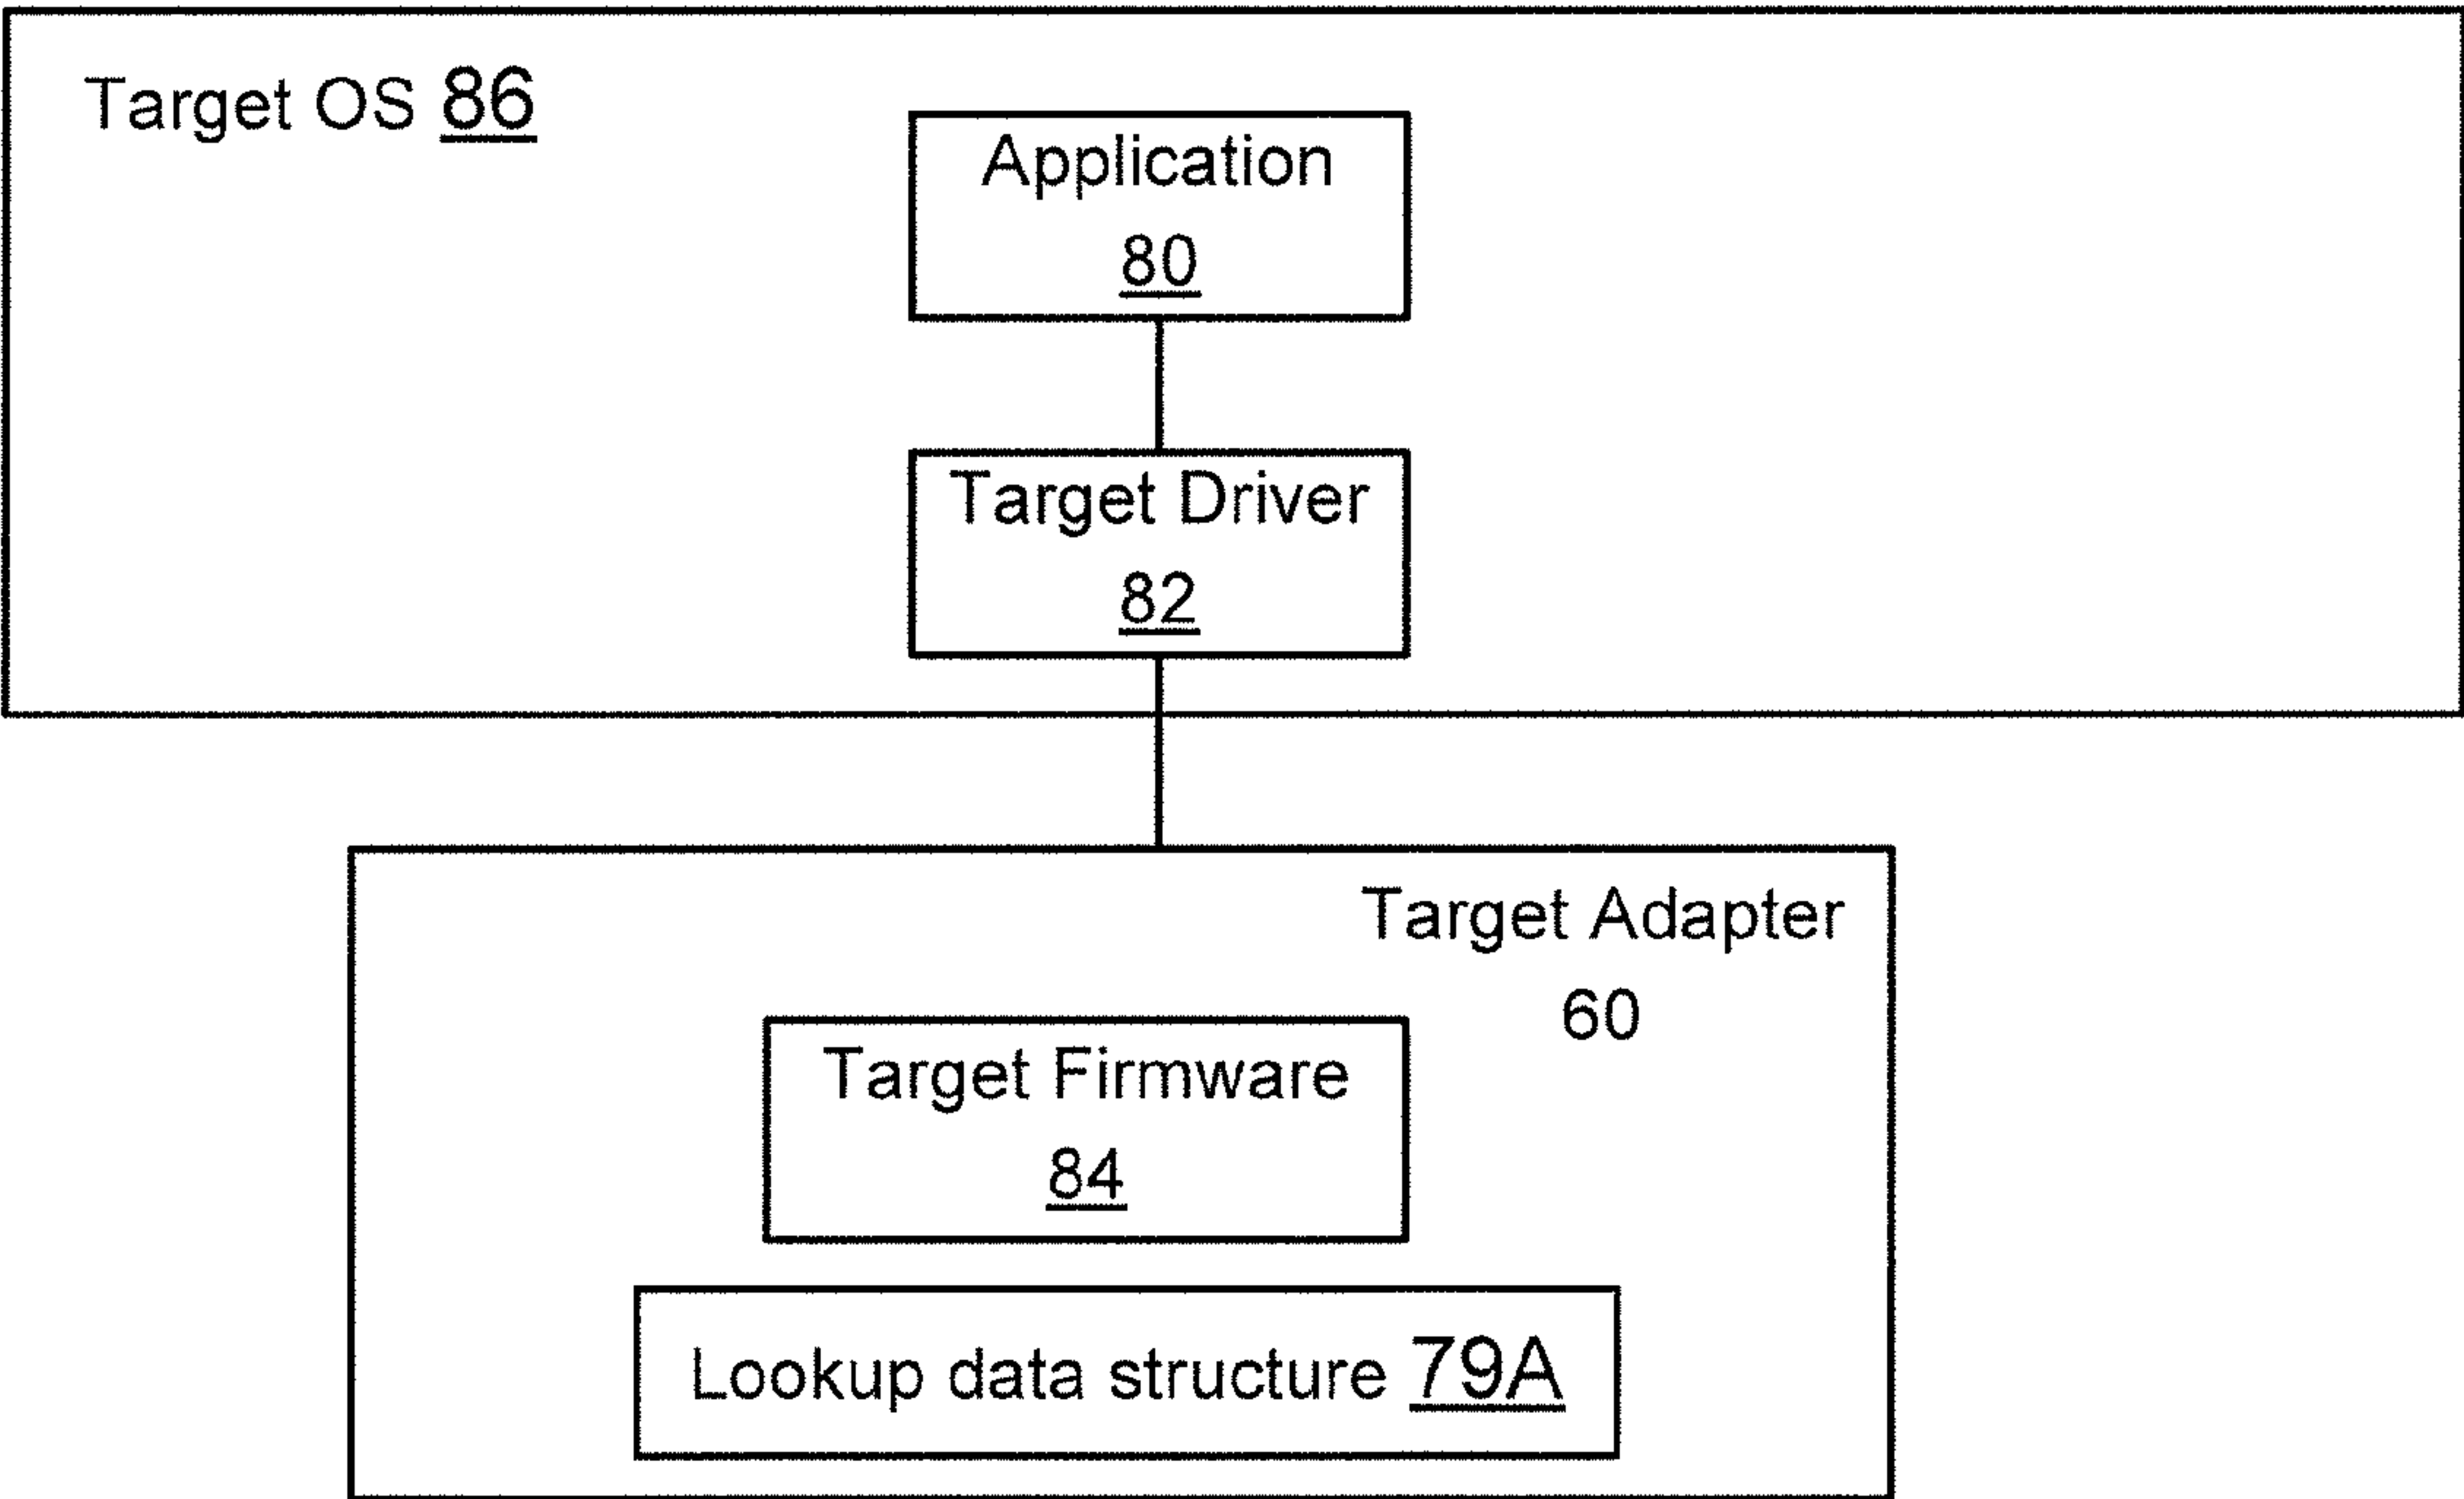 Target OS 86
Application
80
Target Driver
82
Target Adapter
60
Target Firmware
84
Lookup data structure 79A